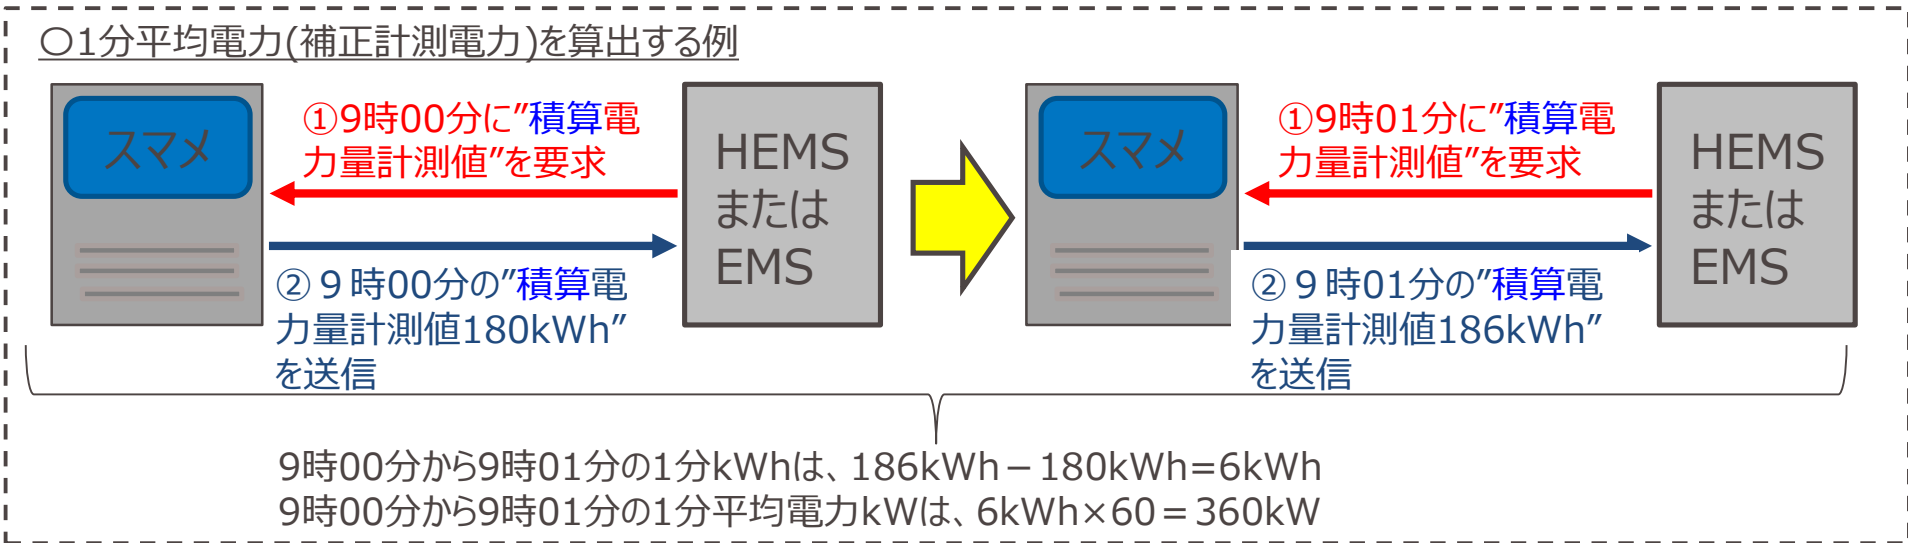 〇1分平均電力(補正計測電力)を算出する例
スマメ
①9時00分に”積算電
力量計測値”を要求
② 9 時00分の”積算電
力量計測値180kWh”
を送信
HEMS
または
EMS
スマメ
①9時01分に”積算電
力量計測値”を要求
② 9 時01分の”積算電
力量計測値186kWh”
を送信
HEMS
または
EMS
9時00分から9時01分の1分kWhは、186kWh－180kWh=6kWh
9時00分から9時01分の1分平均電力kWは、6kWh×60＝360kW